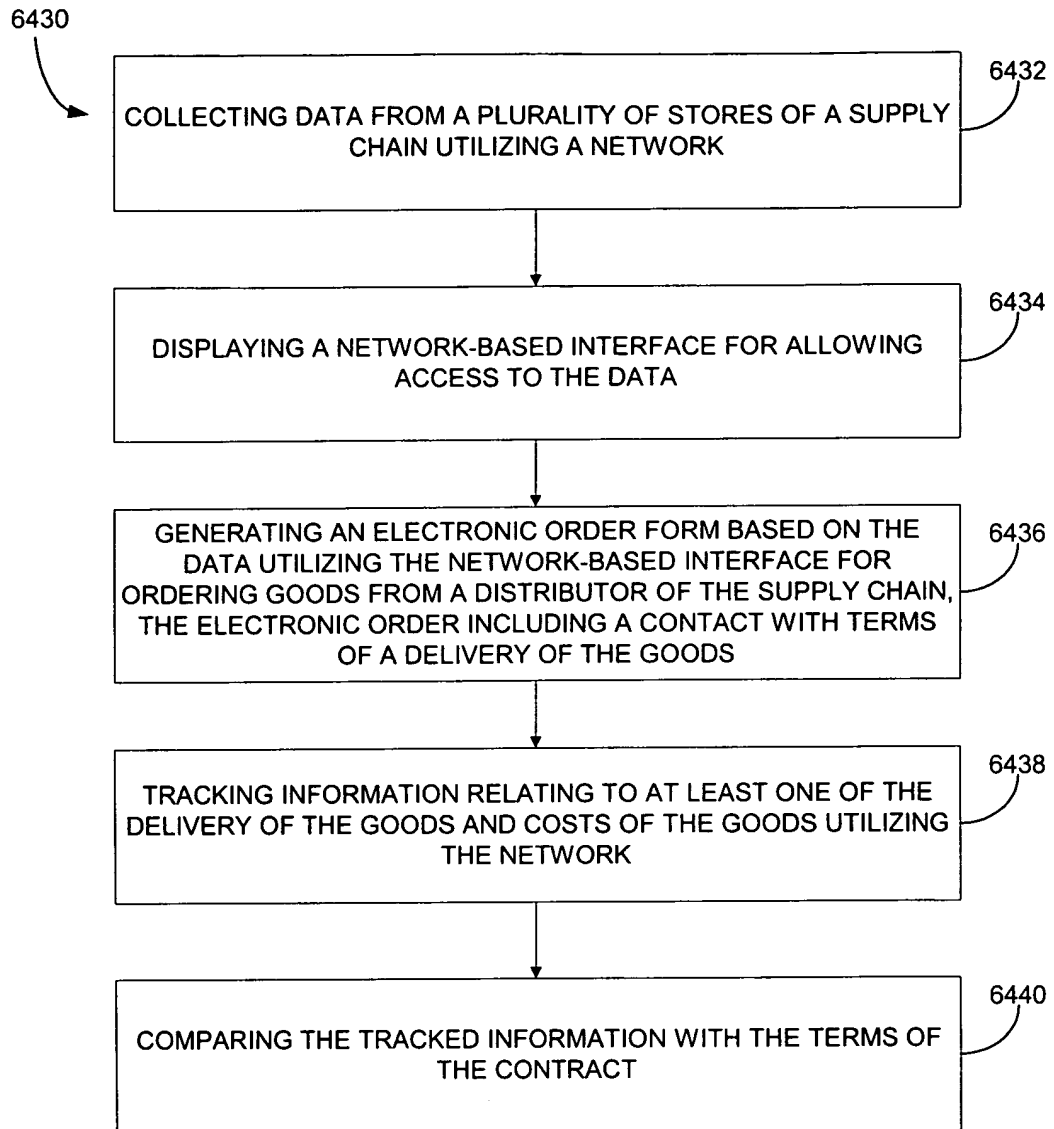 6430
6432
COLLECTING DATA FROM A PLURALITY OF STORES OF A SUPPLY
CHAIN UTILIZING A NETWORK
6434
DISPLAYING A NETWORK-BASED INTERFACE FOR ALLOWING
ACCESS TO THE DATA
6436
GENERATING AN ELECTRONIC ORDER FORM BASED ON THE
DATA UTILIZING THE NETWORK-BASED INTERFACE FOR
ORDERING GOODS FROM A DISTRIBUTOR OF THE SUPPLY CHAIN,
THE ELECTRONIC ORDER INCLUDING A CONTACT WITH TERMS
OF A DELIVERY OF THE GOODS
6438
TRACKING INFORMATION RELATING TO AT LEAST ONE OF THE
DELIVERY OF THE GOODS AND COSTS OF THE GOODS UTILIZING
THE NETWORK
6440
COMPARING THE TRACKED INFORMATION WITH THE TERMS OF
THE CONTRACT